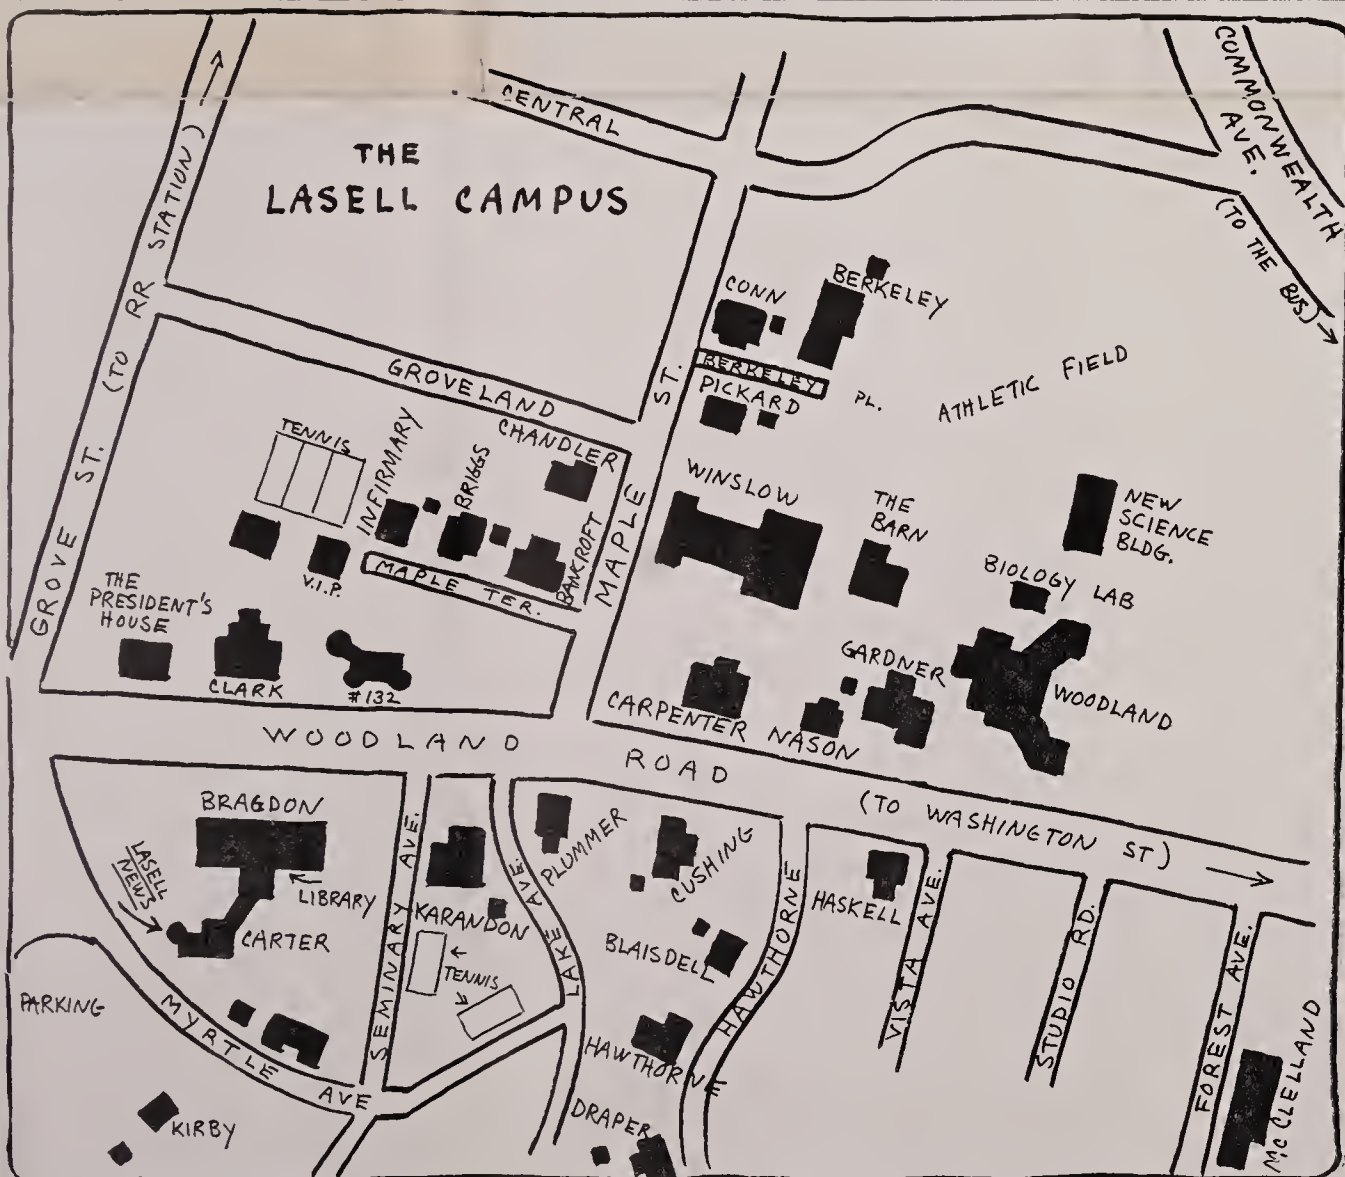 THE
LASELL CAMPUS
CENTRAL
COMMONWEALTH
AVE.
(TO THE BUS) →
GROVE ST. (TO RR STATION) →
GROVELAND
MAPLE ST.
CONN
BERKELEY
BERKELEY
PL.
PICKARD
ATHLETIC FIELD
TENNIS
INFIRMARY
BRIGGS
CHANDLER
BANCROFT
V.I.P.
MAPLE TER.
WINSLOW
THE
BARN
NEW
SCIENCE
BLDG.
BIOLOGY LAB
THE
PRESIDENT'S
HOUSE
CLARK
#132
CARPENTER
NASON
GARDNER
WOODLAND
WOODLAND ROAD
(TO WASHINGTON ST) →
BRAGDON
LASELL
NEWS
← LIBRARY
CARTER
SEMINARY AVE.
KARANDON
← TENNIS
LAKE AVE.
PLUMMER
CUSHING
BLAISDELL
HAWTHORNE
HAWTHORNE
DRAPER
HASKELL
VISTA AVE.
STUDIO RD.
FOREST AVE.
MCCLELLAND
PARKING
MYRTLE AVE
KIRBY